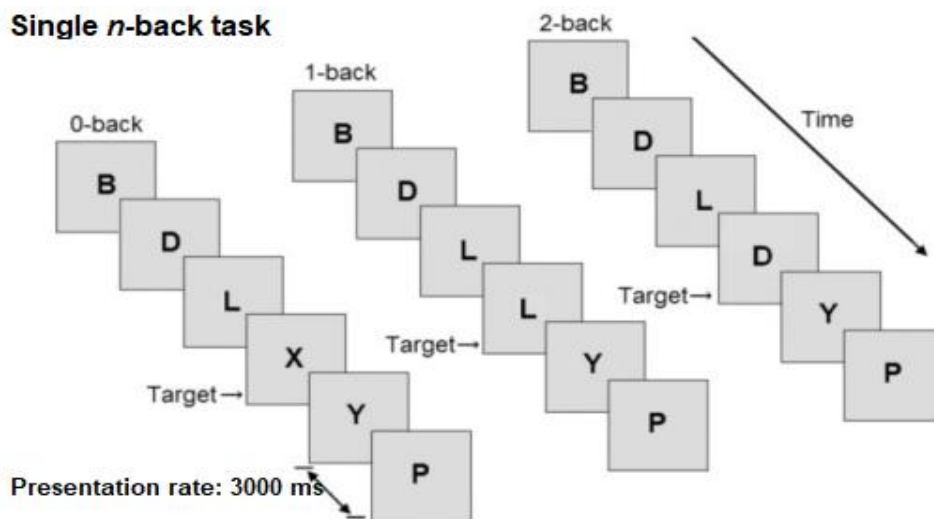 Single n-back task
0-back
B
D
L
X
Target→
Y
P
1-back
B
D
L
L
Target→
Y
P
2-back
B
D
L
D
Target→
Y
P
Time
Presentation rate: 3000 ms